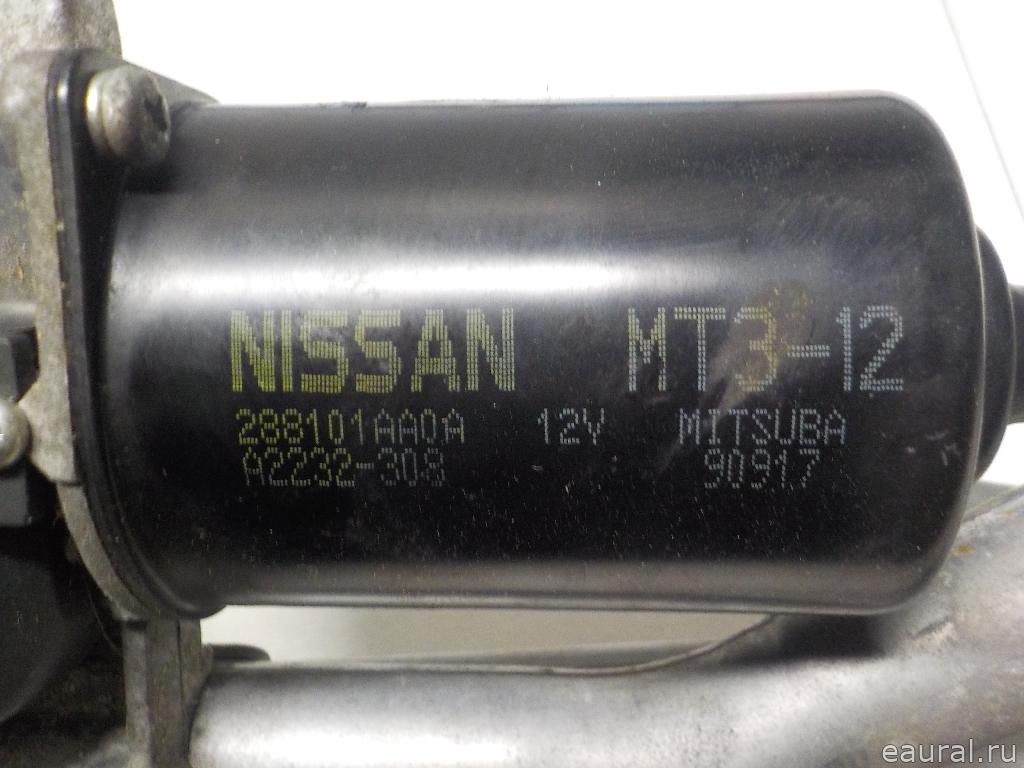 NISSAN MT3-12
288101AA0A 12V MITSUBA
A2232-308 90917
eaural.ru